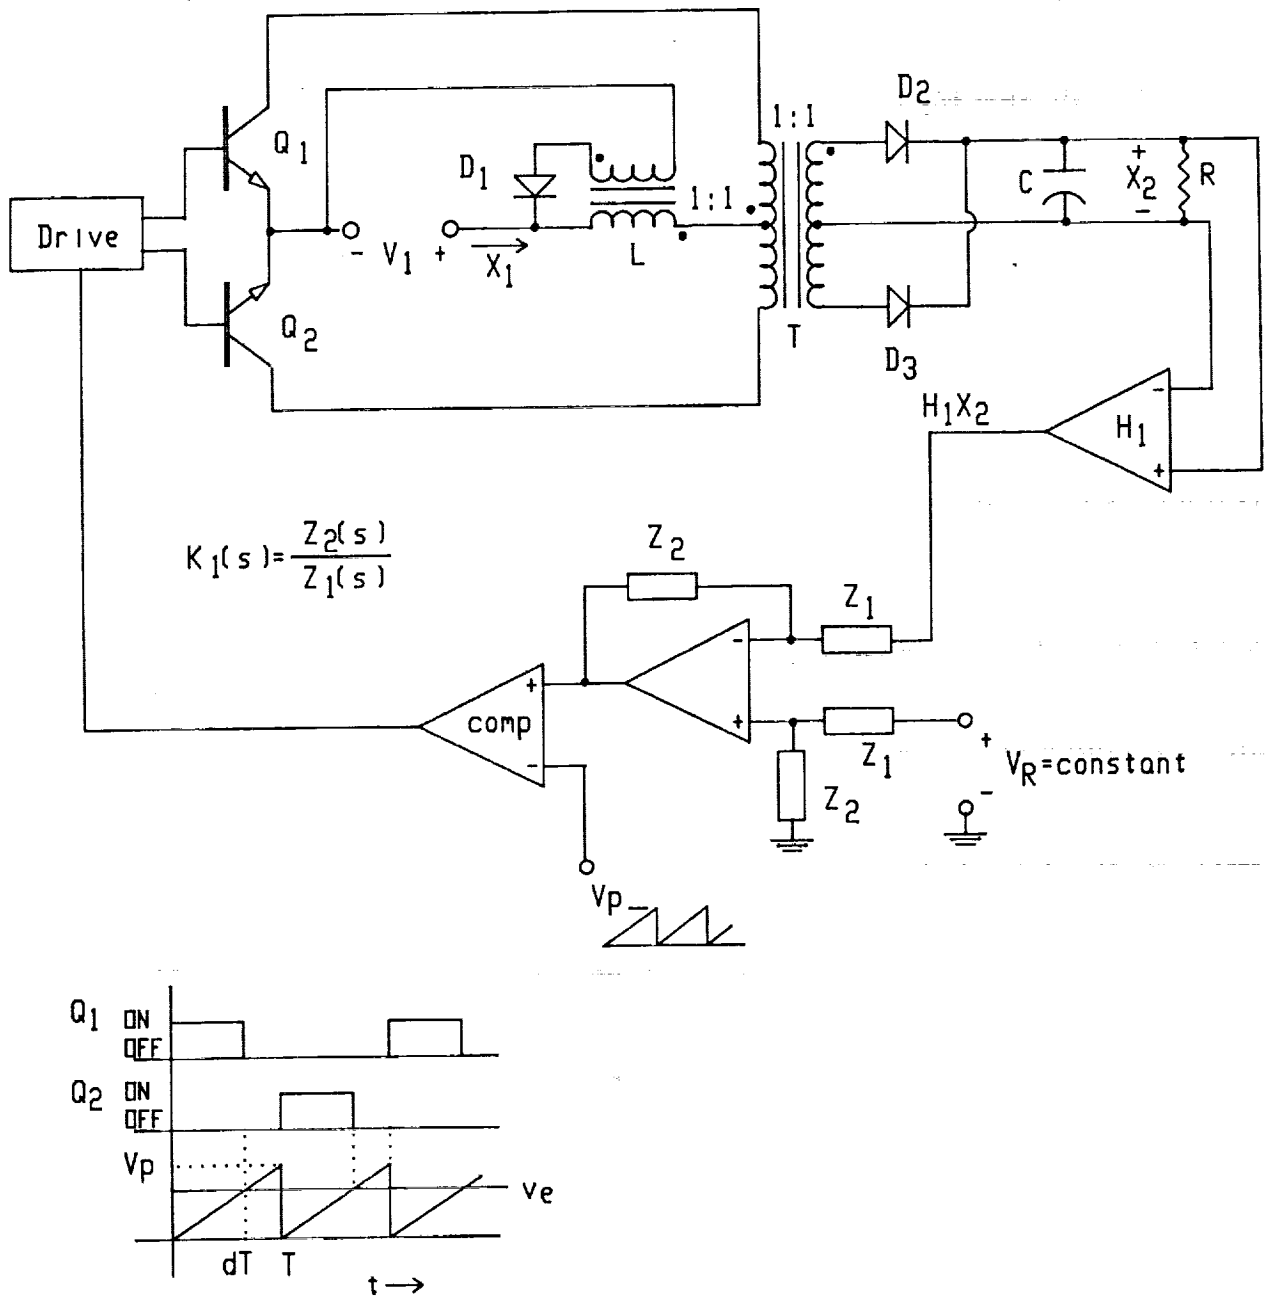 D2
1:1
Q1
D1
1:1
+
X2
-
C
R
Drive
- V1 +
X1
L
Q2
T
D3
H1X2
-
H1
+
K1(s)=Z2(s)/Z1(s)
Z2
Z1
-
+
comp
-
+
Z1
+
VR=constant
-
Z2
Vp
Q1 ON
OFF
Q2 ON
OFF
Vp
ve
dT T
t